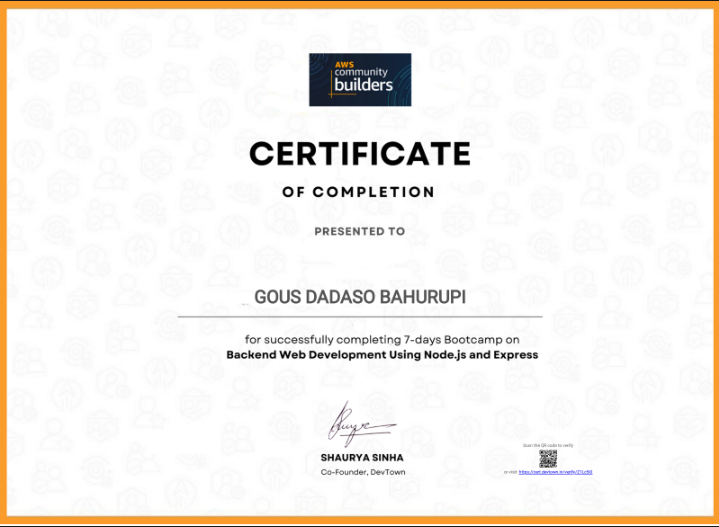 AWS
community
builders
CERTIFICATE
OF COMPLETION
PRESENTED TO
GOUS DADASO BAHURUPI
for successfully completing 7-days Bootcamp on
Backend Web Development Using Node.js and Express
SHAURYA SINHA
Co-Founder, DevTown
Scan the QR code to verify
or visit